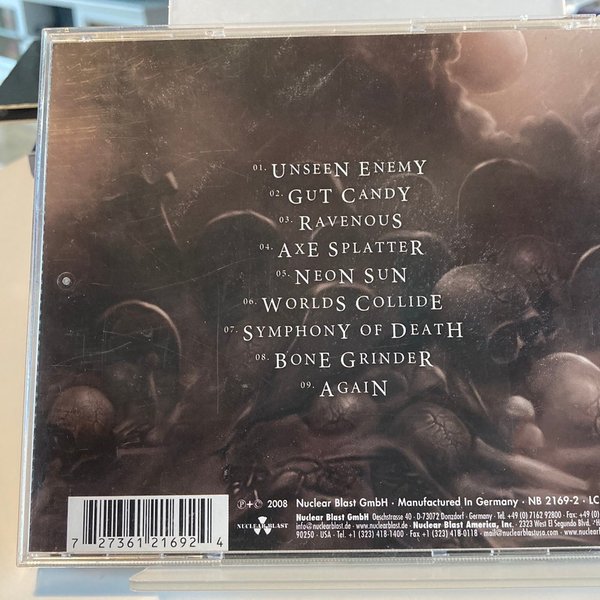 01. UNSEEN ENEMY
02. GUT CANDY
03. RAVENOUS
04. AXE SPLATTER
05. NEON SUN
06. WORLDS COLLIDE
07. SYMPHONY OF DEATH
08. BONE GRINDER
09. AGAIN
℗+© 2008 Nuclear Blast GmbH · Manufactured In Germany · NB 2169-2 · LC
Nuclear Blast GmbH Oeschstrasse 40 · D-73072 Donzdorf · Germany · Tel. +49 (0) 7162 92800 · Fax: +49 (0)
info@nuclearblast.de · www.nuclearblast.de · Nuclear Blast America, Inc. · 2323 West El Segundo Blvd. · "H
90250 · USA · Tel +1 (323) 418-1400 · Fax +1 (323) 418-0118 · mail@nuclearblastusa.com ·
NUCLEAR BLAST
7 27361 21692 4